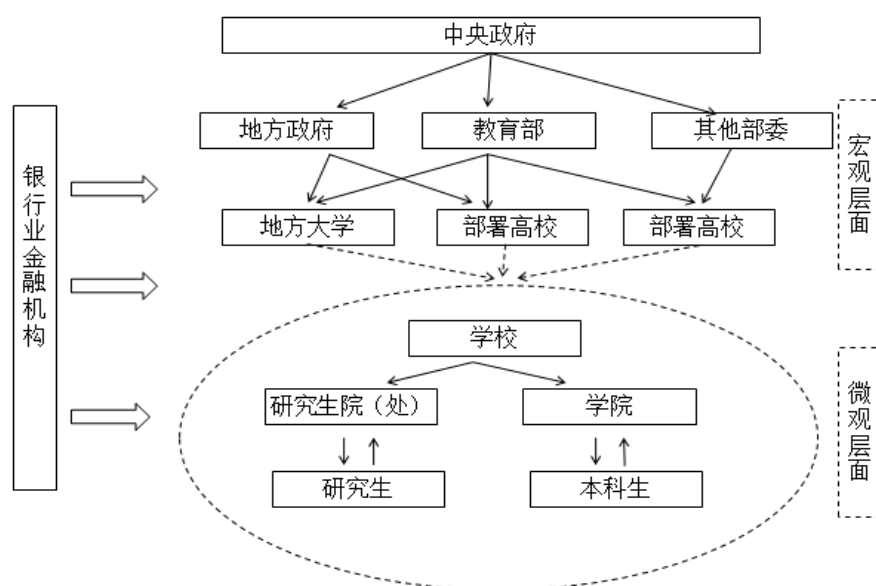 中央政府
地方政府
教育部
其他部委
宏观层面
银行业金融机构
地方大学
部署高校
部署高校
学校
微观层面
研究生院（处）
学院
研究生
本科生